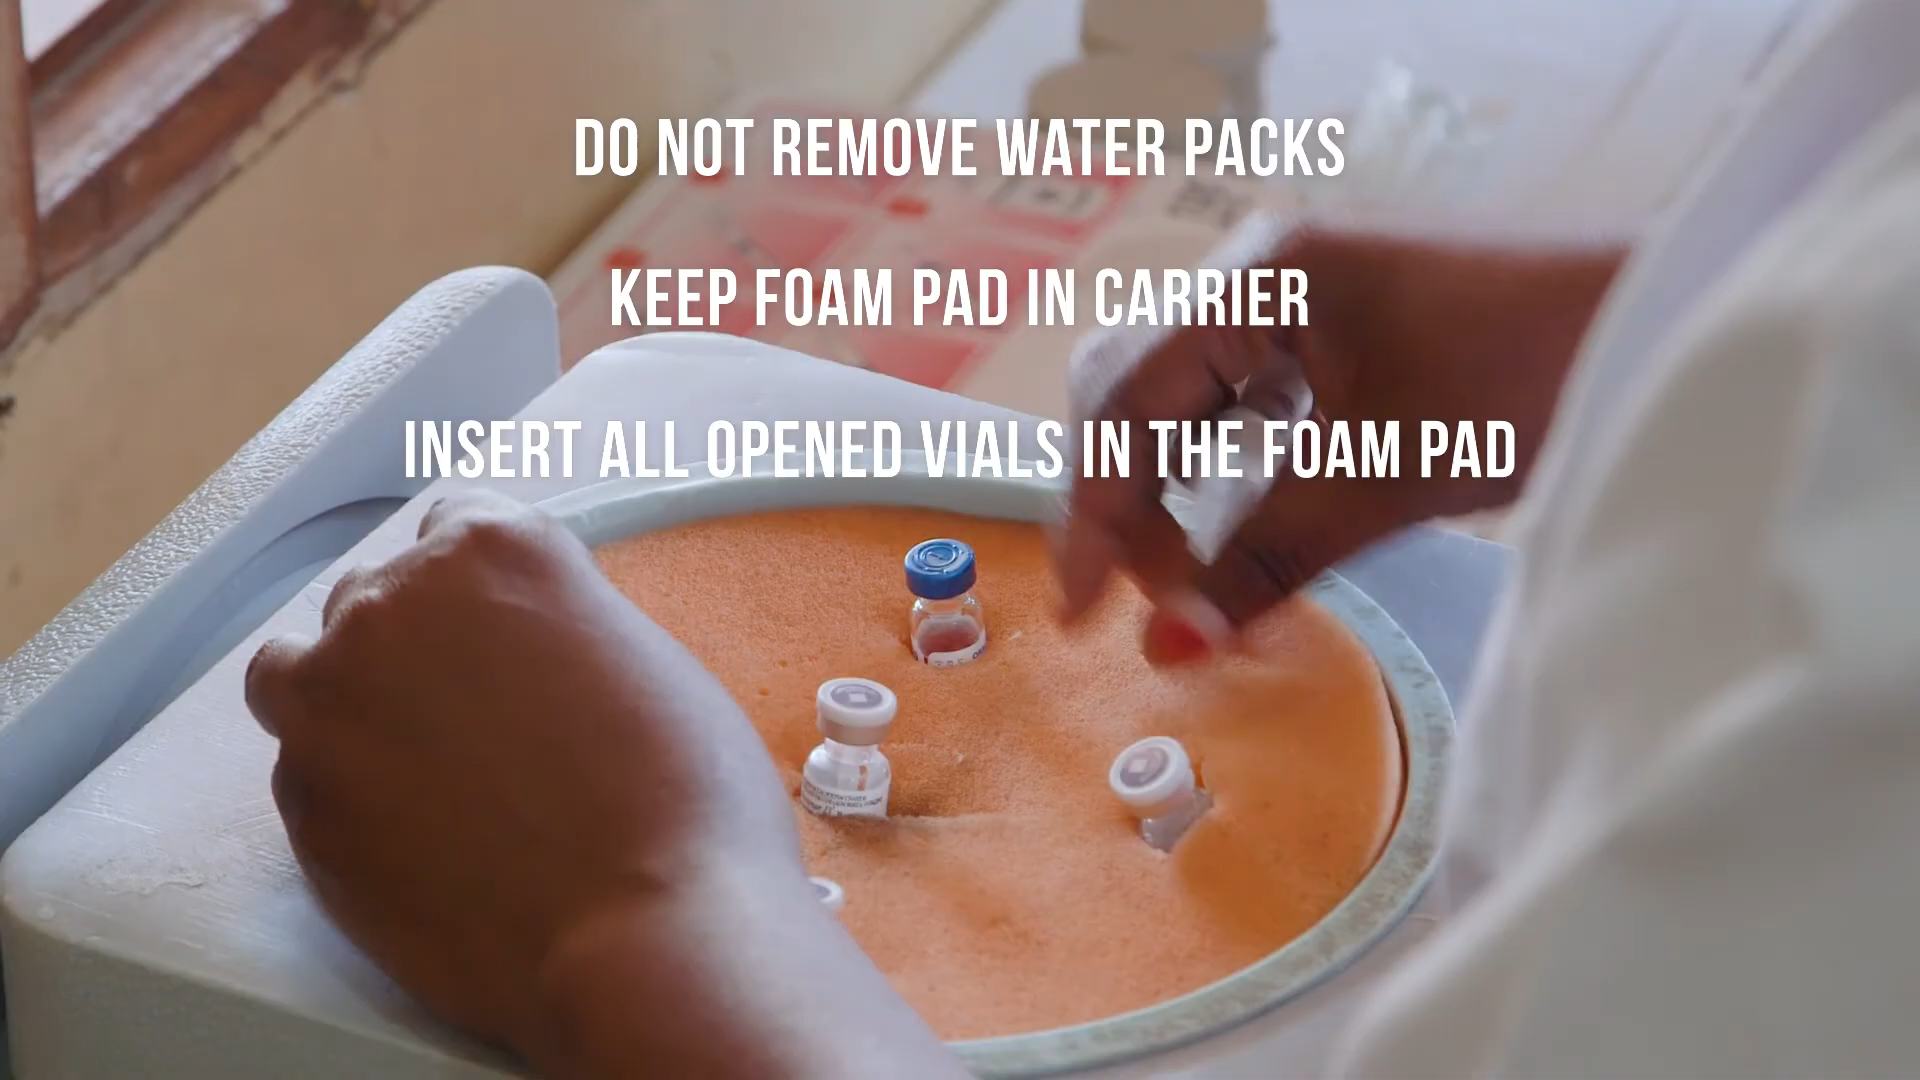 DO NOT REMOVE WATER PACKS
KEEP FOAM PAD IN CARRIER
INSERT ALL OPENED VIALS IN THE FOAM PAD